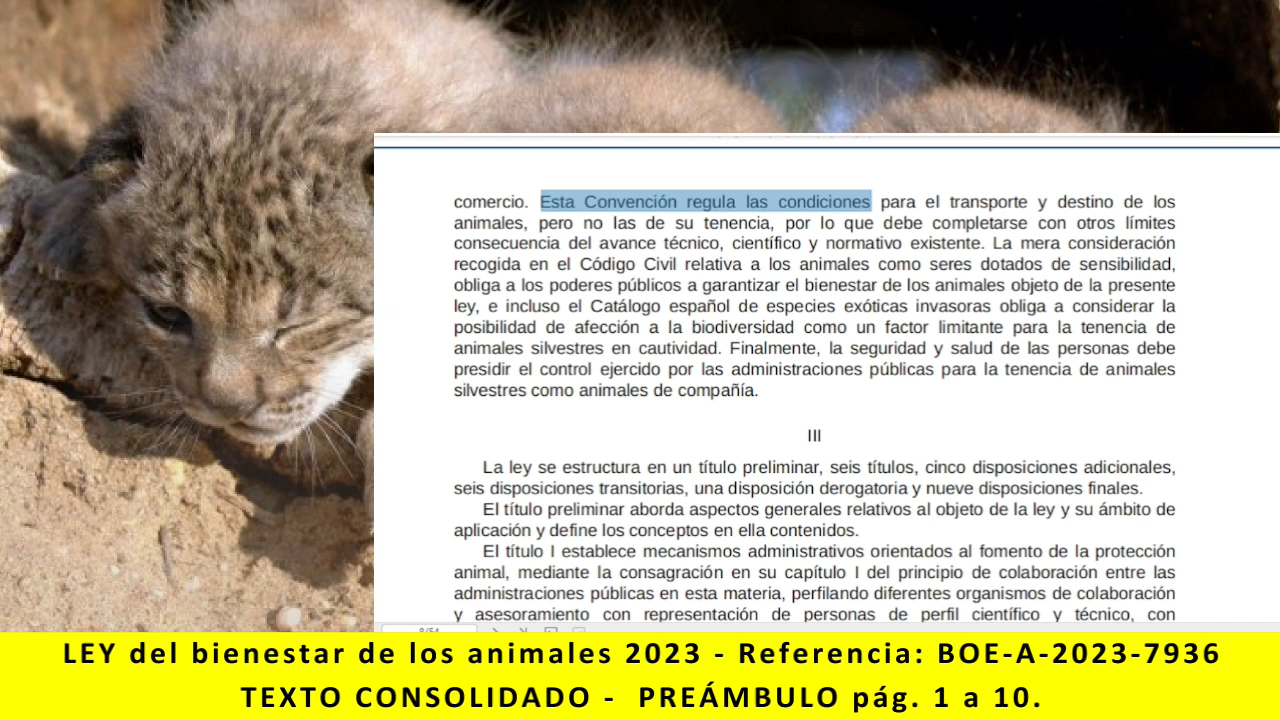 comercio. Esta Convención regula las condiciones para el transporte y destino de los
animales, pero no las de su tenencia, por lo que debe completarse con otros límites
consecuencia del avance técnico, científico y normativo existente. La mera consideración
recogida en el Código Civil relativa a los animales como seres dotados de sensibilidad,
obliga a los poderes públicos a garantizar el bienestar de los animales objeto de la presente
ley, e incluso el Catálogo español de especies exóticas invasoras obliga a considerar la
posibilidad de afección a la biodiversidad como un factor limitante para la tenencia de
animales silvestres en cautividad. Finalmente, la seguridad y salud de las personas debe
presidir el control ejercido por las administraciones públicas para la tenencia de animales
silvestres como animales de compañía.
III
La ley se estructura en un título preliminar, seis títulos, cinco disposiciones adicionales,
seis disposiciones transitorias, una disposición derogatoria y nueve disposiciones finales.
El título preliminar aborda aspectos generales relativos al objeto de la ley y su ámbito de
aplicación y define los conceptos en ella contenidos.
El título I establece mecanismos administrativos orientados al fomento de la protección
animal, mediante la consagración en su capítulo I del principio de colaboración entre las
administraciones públicas en esta materia, perfilando diferentes organismos de colaboración
y asesoramiento con representación de personas de perfil científico y técnico, con
LEY del bienestar de los animales 2023 - Referencia: BOE-A-2023-7936
TEXTO CONSOLIDADO - PREÁMBULO pág. 1 a 10.